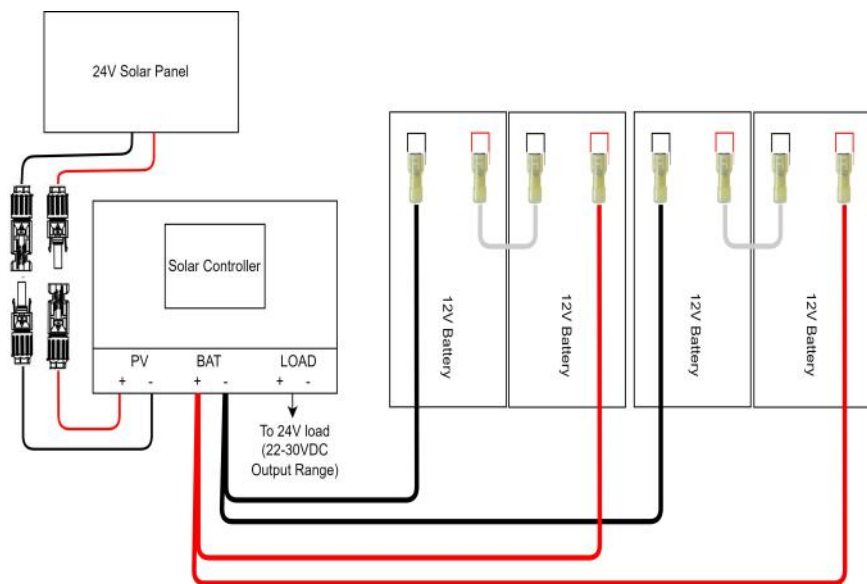 24V Solar Panel
Solar Controller
PV BAT LOAD
+ - + - + -
To 24V load
(22-30VDC
Output Range)
12V Battery
12V Battery
12V Battery
12V Battery